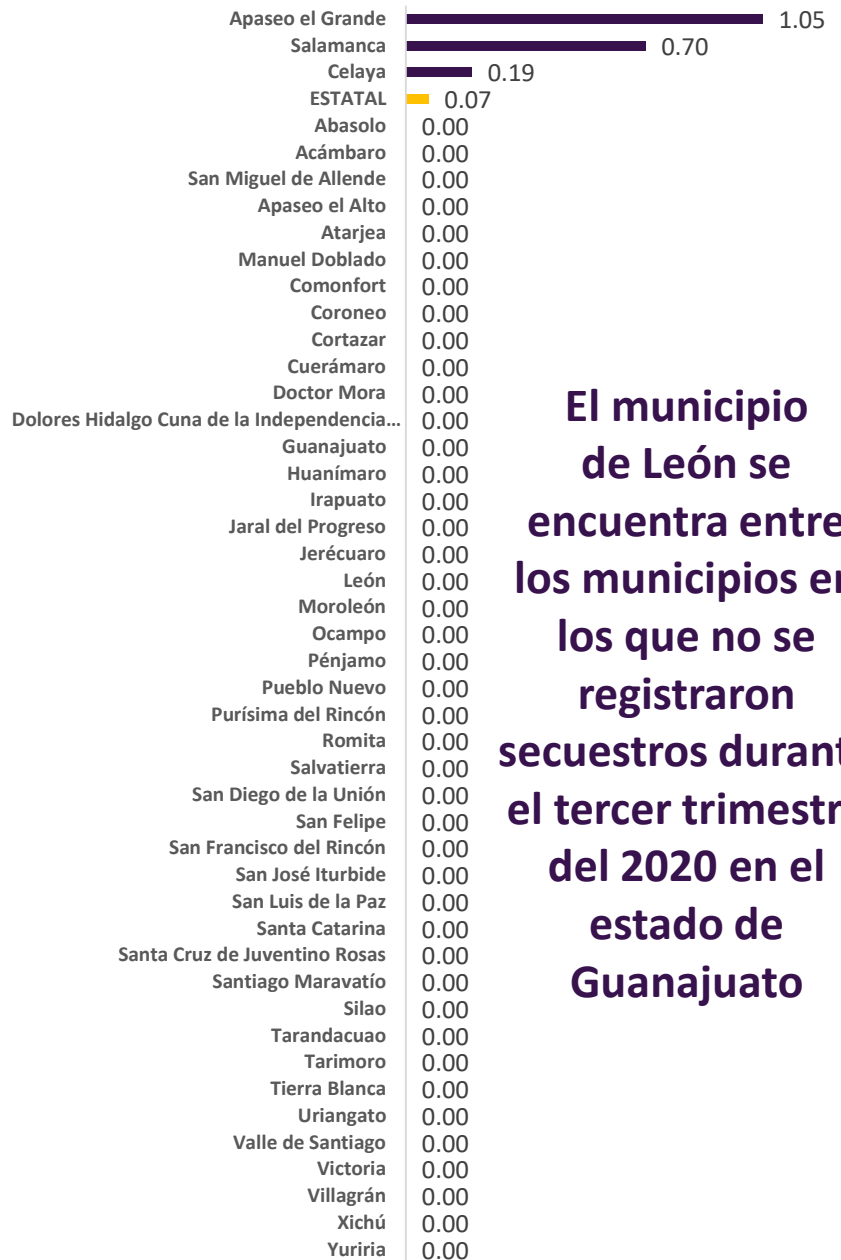 Apaseo el Grande 1.05
Salamanca 0.70
Celaya 0.19
ESTATAL 0.07
Abasolo 0.00
Acámbaro 0.00
San Miguel de Allende 0.00
Apaseo el Alto 0.00
Atarjea 0.00
Manuel Doblado 0.00
Comonfort 0.00
Coroneo 0.00
Cortazar 0.00
Cuerámaro 0.00
Doctor Mora 0.00
Dolores Hidalgo Cuna de la Independencia... 0.00
Guanajuato 0.00
Huanímaro 0.00
Irapuato 0.00
Jaral del Progreso 0.00
Jerécuaro 0.00
León 0.00
Moroleón 0.00
Ocampo 0.00
Pénjamo 0.00
Pueblo Nuevo 0.00
Purísima del Rincón 0.00
Romita 0.00
Salvatierra 0.00
San Diego de la Unión 0.00
San Felipe 0.00
San Francisco del Rincón 0.00
San José Iturbide 0.00
San Luis de la Paz 0.00
Santa Catarina 0.00
Santa Cruz de Juventino Rosas 0.00
Santiago Maravatío 0.00
Silao 0.00
Tarandacuao 0.00
Tarimoro 0.00
Tierra Blanca 0.00
Uriangato 0.00
Valle de Santiago 0.00
Victoria 0.00
Villagrán 0.00
Xichú 0.00
Yuriria 0.00
El municipio
de León se
encuentra entre
los municipios en
los que no se
registraron
secuestros durant
el tercer trimestr
del 2020 en el
estado de
Guanajuato